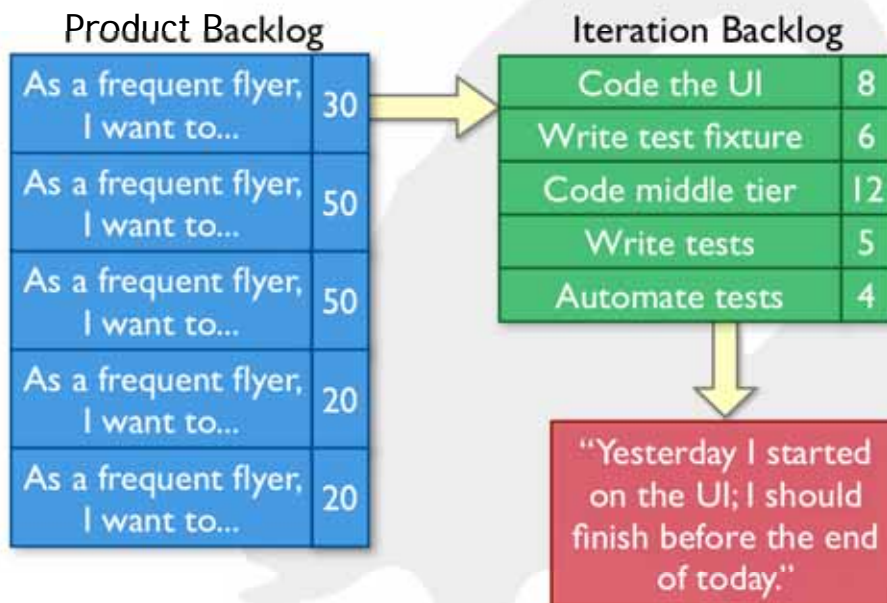 Product Backlog
As a frequent flyer,
I want to...
30
As a frequent flyer,
I want to...
50
As a frequent flyer,
I want to...
50
As a frequent flyer,
I want to...
20
As a frequent flyer,
I want to...
20
Iteration Backlog
Code the UI 8
Write test fixture 6
Code middle tier 12
Write tests 5
Automate tests 4
“Yesterday I started
on the UI; I should
finish before the end
of today.”